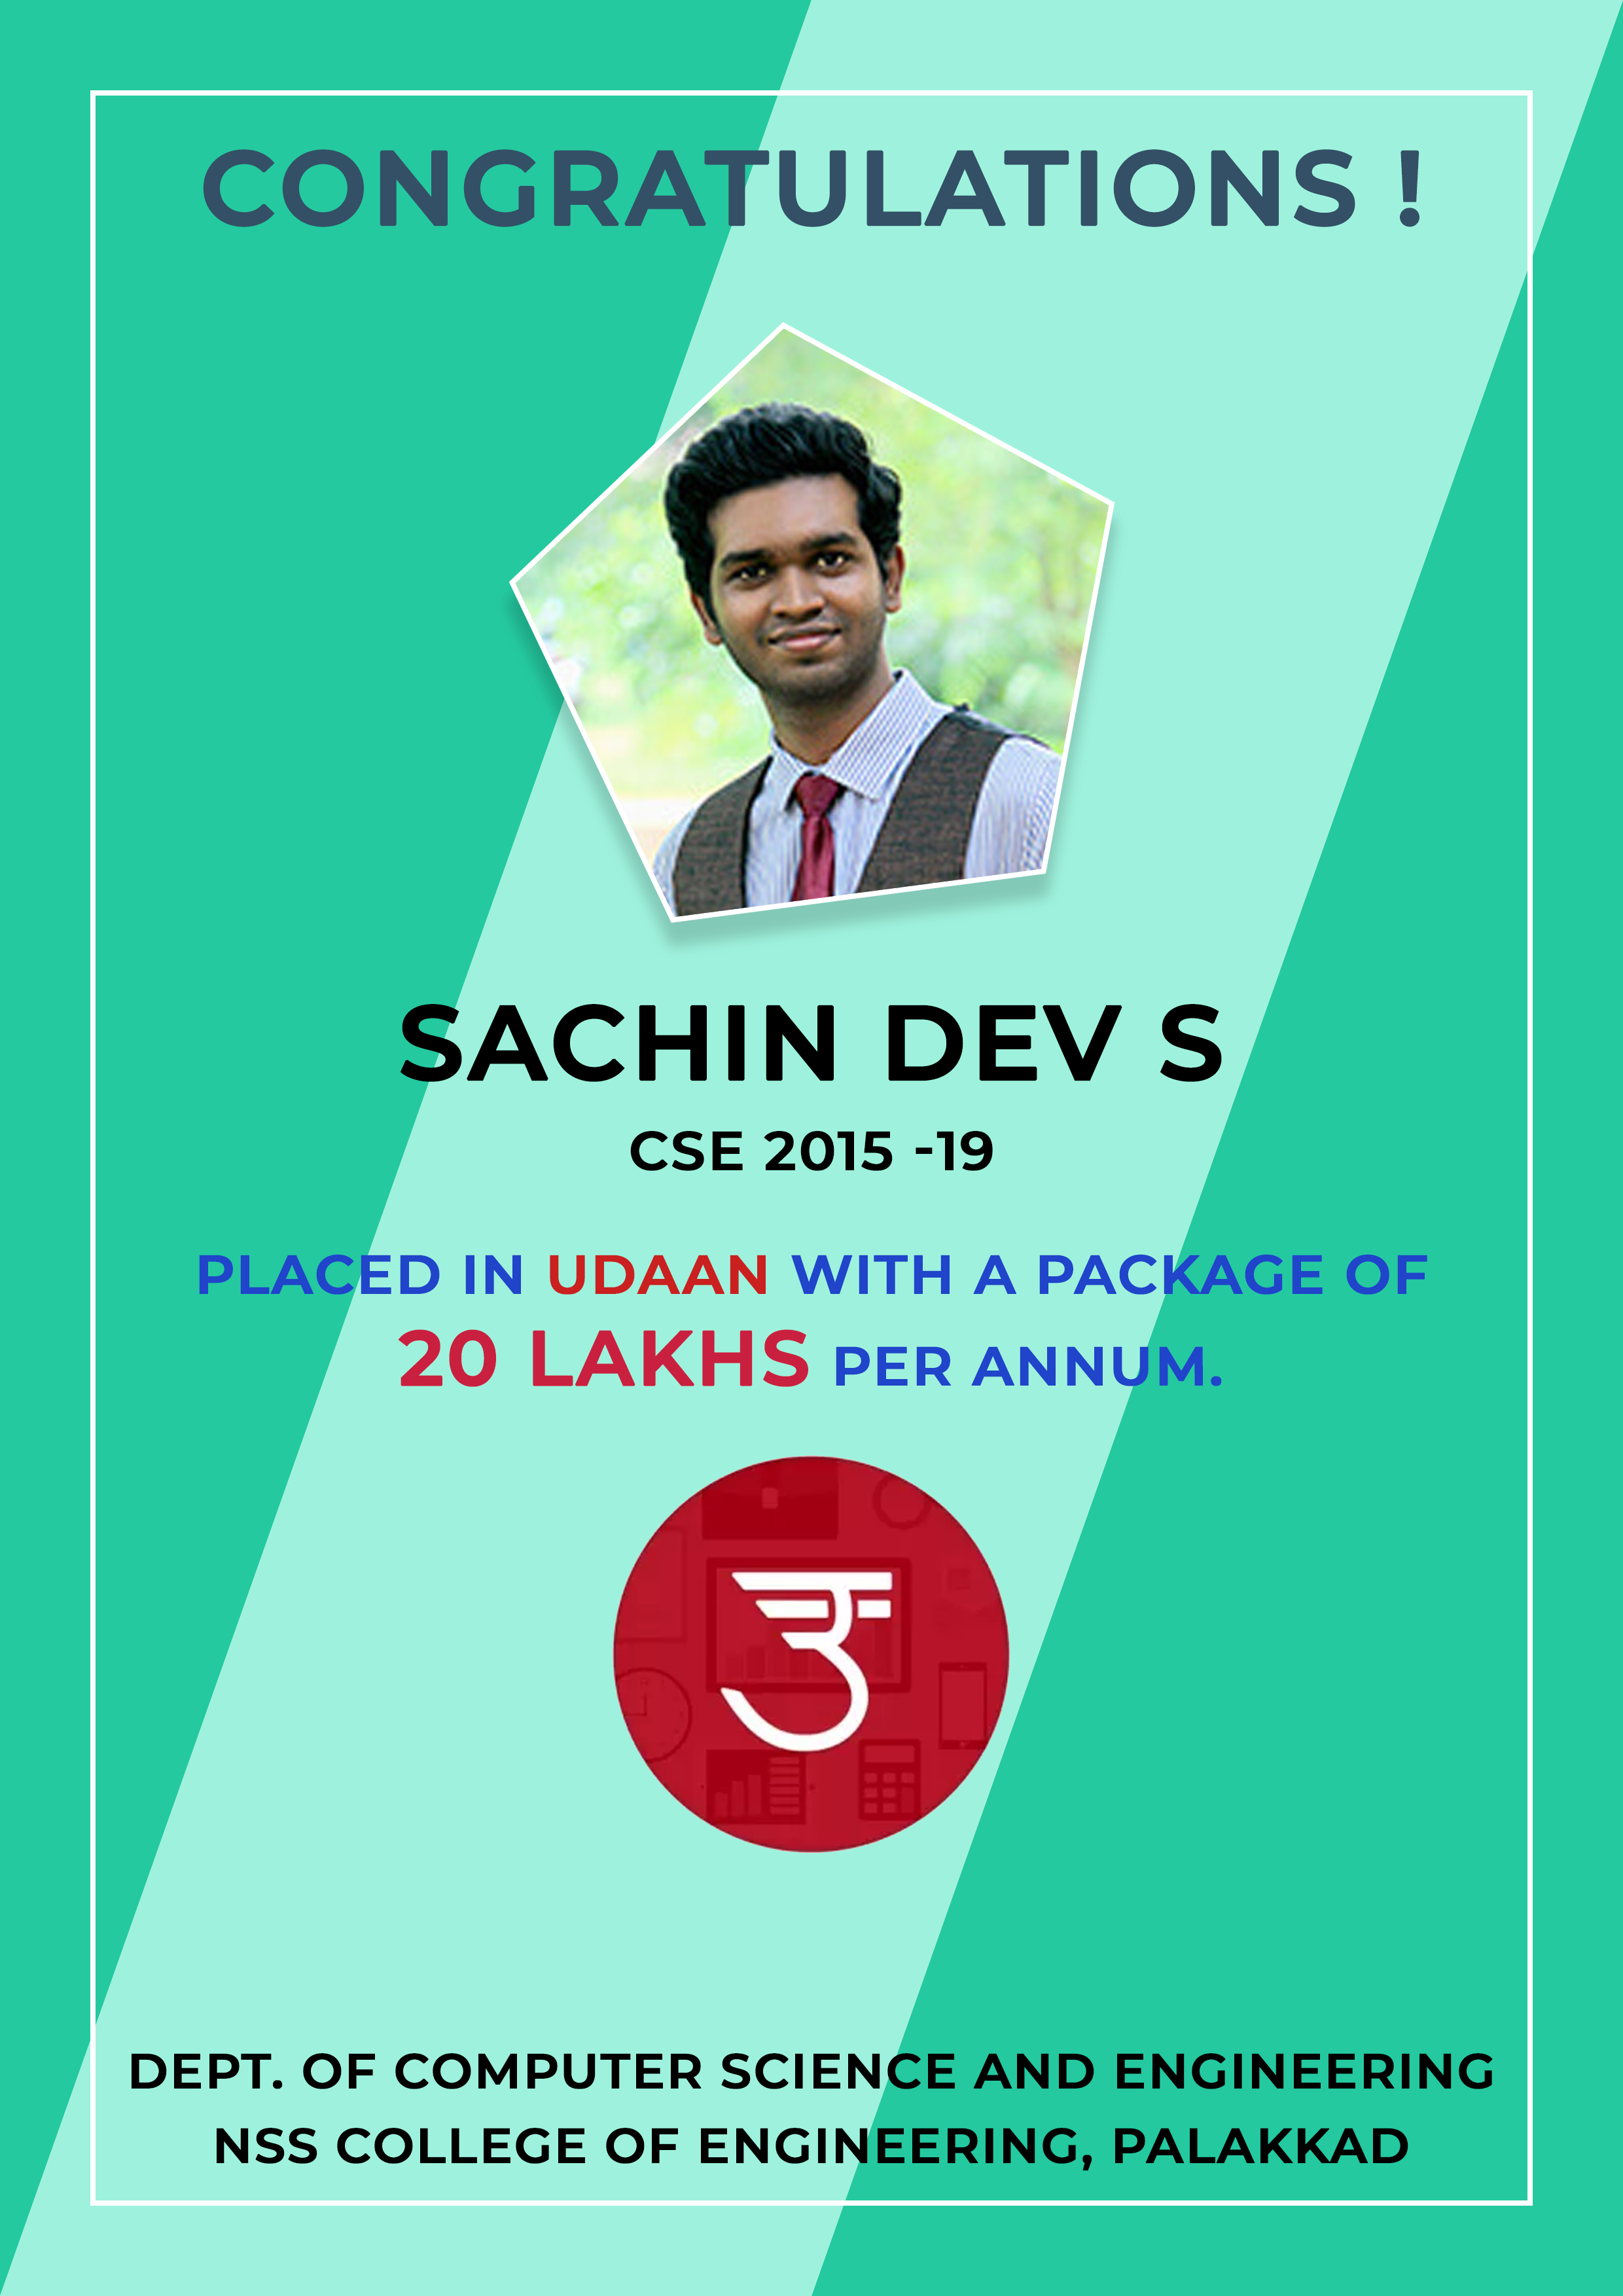 CONGRATULATIONS !
SACHIN DEV S
CSE 2015 -19
PLACED IN UDAAN WITH A PACKAGE OF
20 LAKHS PER ANNUM.
उ
DEPT. OF COMPUTER SCIENCE AND ENGINEERING
NSS COLLEGE OF ENGINEERING, PALAKKAD